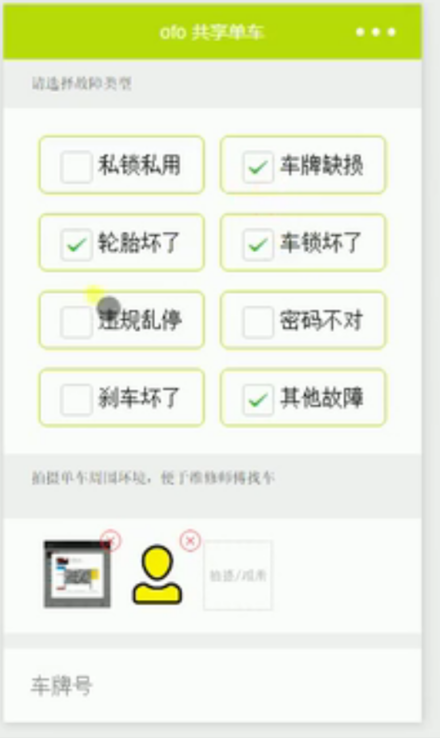 ofo 共享单车
请选择故障类型
私锁私用 车牌缺损
轮胎坏了 车锁坏了
违规乱停 密码不对
刹车坏了 其他故障
拍摄单车周围环境，便于维修师傅找车
拍照/相册
车牌号